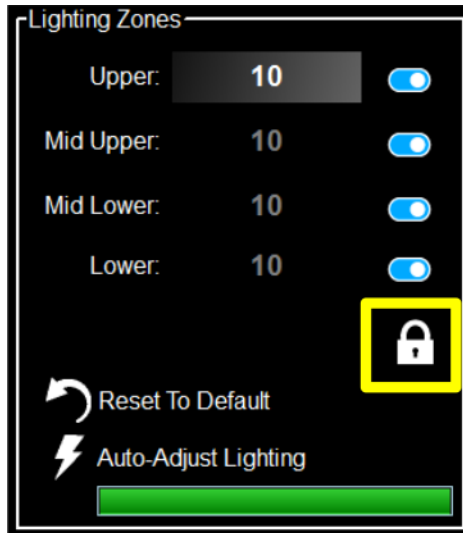 Lighting Zones
Upper: 10
Mid Upper: 10
Mid Lower: 10
Lower: 10
Reset To Default
Auto-Adjust Lighting